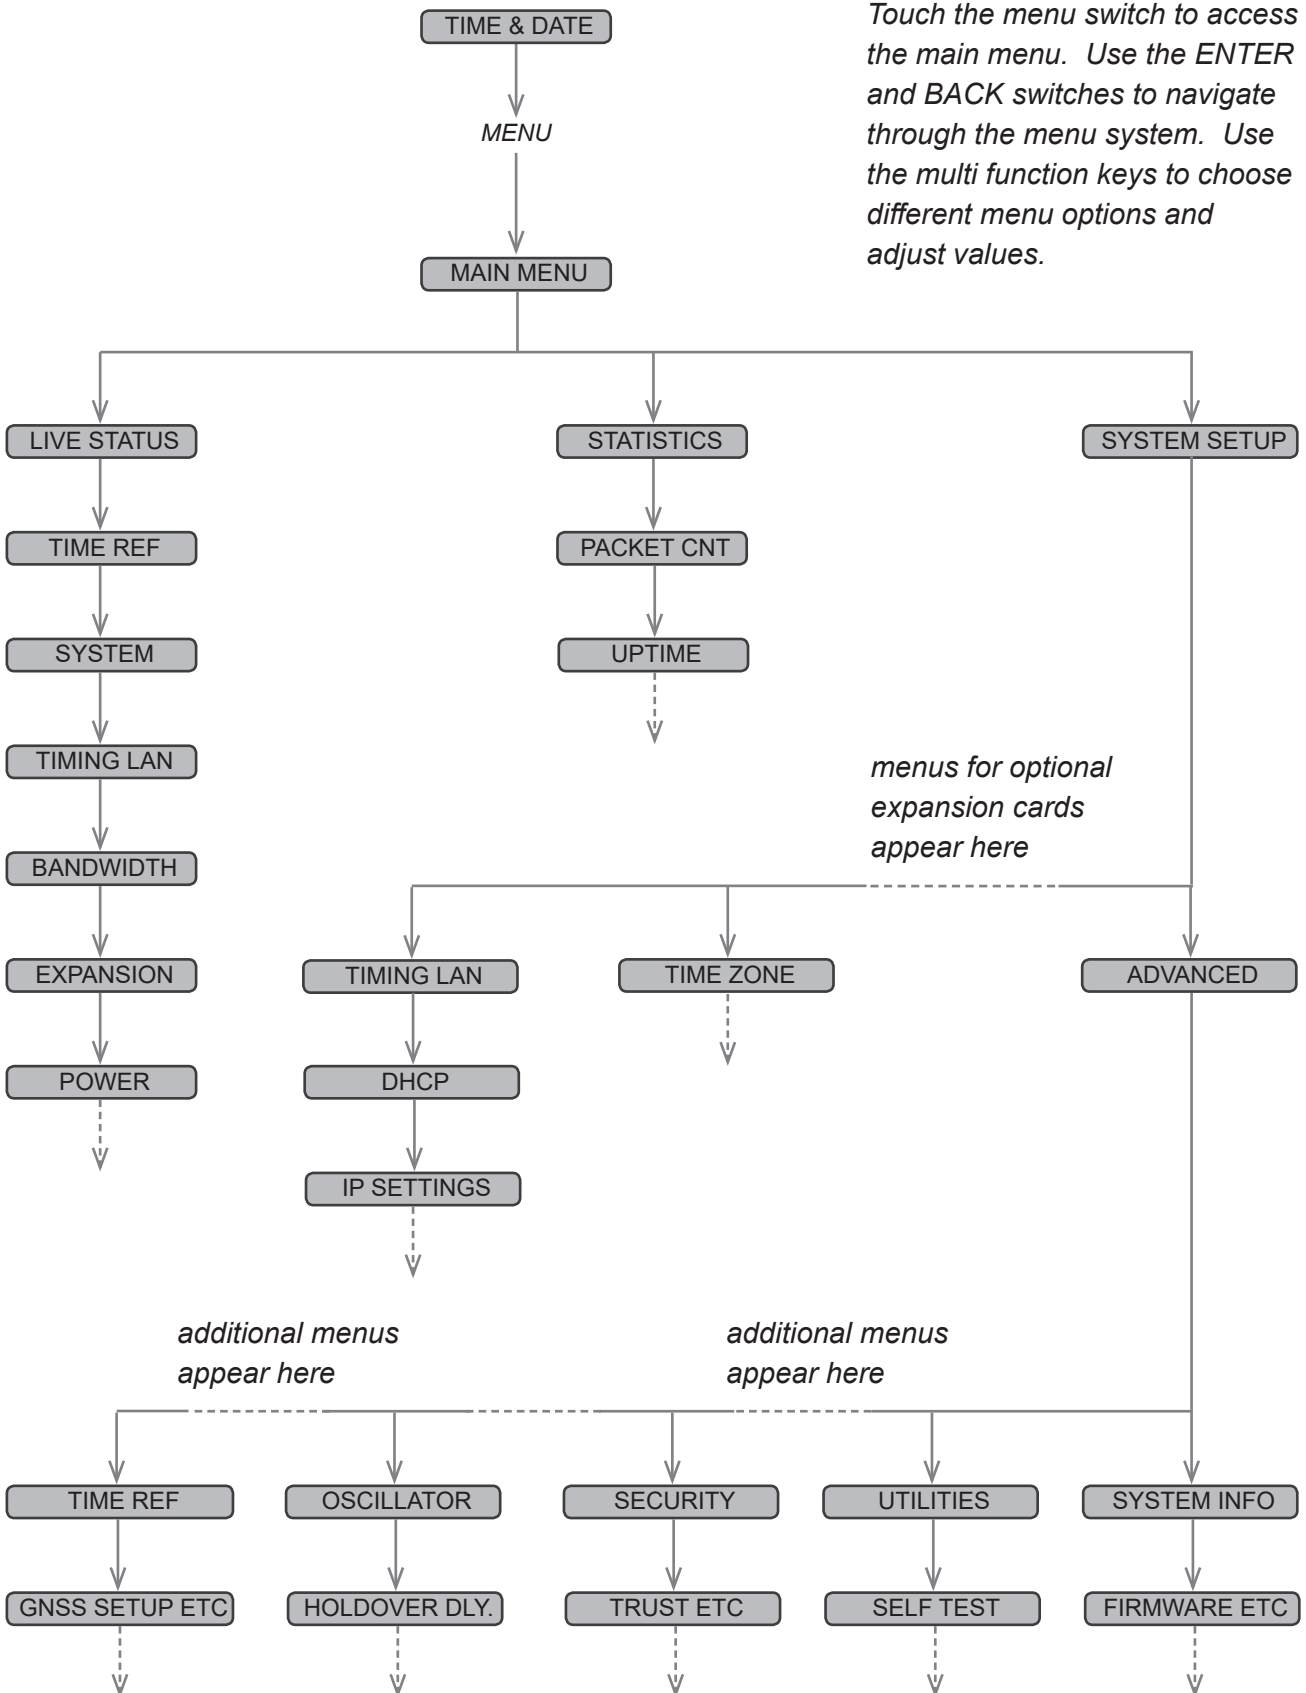 TIME & DATE
Touch the menu switch to access
the main menu.  Use the ENTER
and BACK switches to navigate
through the menu system.  Use
the multi function keys to choose
different menu options and
adjust values.
MENU
MAIN MENU
LIVE STATUS
STATISTICS
SYSTEM SETUP
TIME REF
PACKET CNT
SYSTEM
UPTIME
TIMING LAN
menus for optional
expansion cards
appear here
BANDWIDTH
EXPANSION
TIMING LAN
TIME ZONE
ADVANCED
POWER
DHCP
IP SETTINGS
additional menus
appear here
additional menus
appear here
TIME REF
OSCILLATOR
SECURITY
UTILITIES
SYSTEM INFO
GNSS SETUP ETC
HOLDOVER DLY.
TRUST ETC
SELF TEST
FIRMWARE ETC